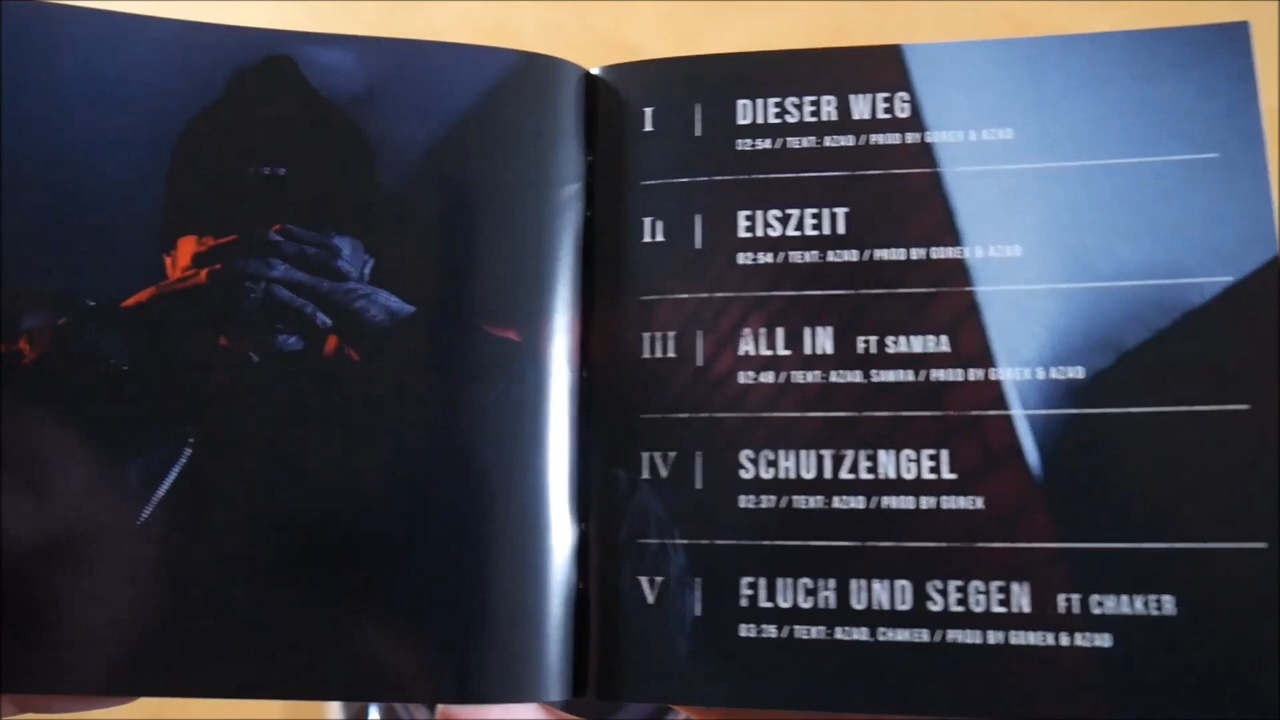 I | DIESER WEG
02:54 // TEXT: AZAD // PROD BY GOREX & AZAD
II | EISZEIT
02:54 // TEXT: AZAD // PROD BY GOREX & AZAD
III | ALL IN FT SAMRA
02:48 // TEXT: AZAD, SAMRA // PROD BY GOREX & AZAD
IV | SCHUTZENGEL
02:37 // TEXT: AZAD // PROD BY GOREX
V | FLUCH UND SEGEN FT CHAKER
03:25 // TEXT: AZAD, CHAKER // PROD BY GOREX & AZAD